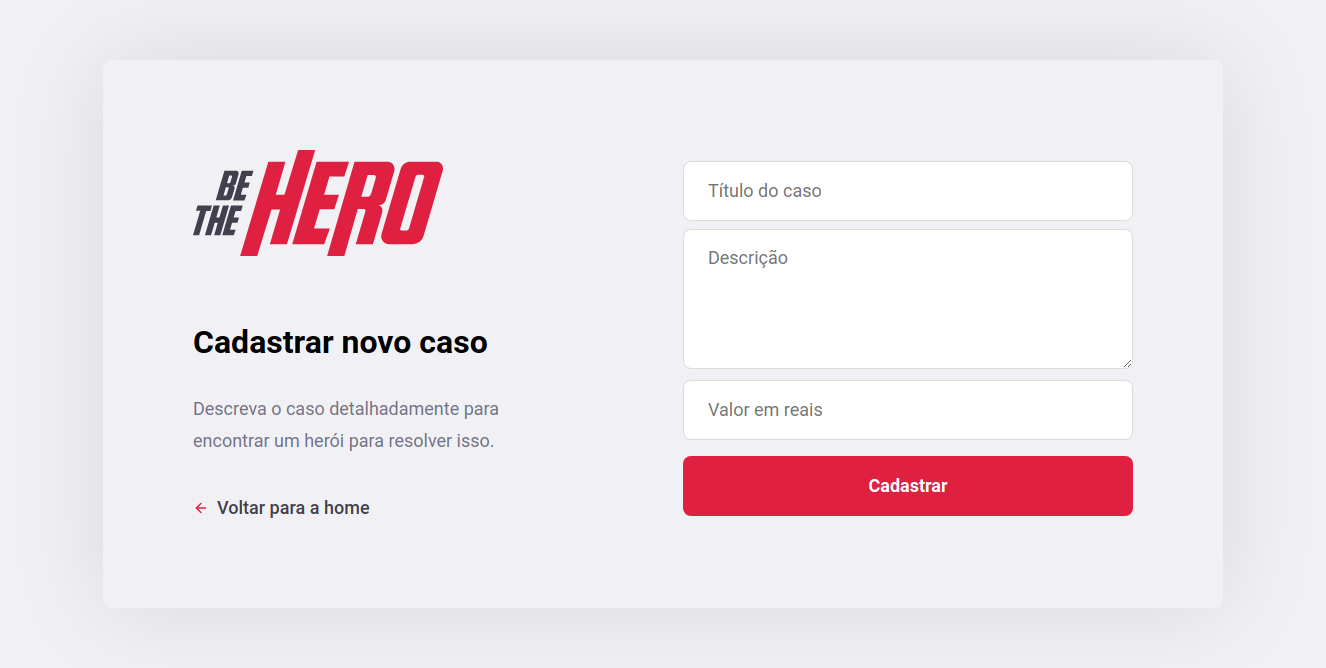 BE
THE HERO
Cadastrar novo caso
Descreva o caso detalhadamente para
encontrar um herói para resolver isso.
Voltar para a home
Título do caso
Descrição
Valor em reais
Cadastrar